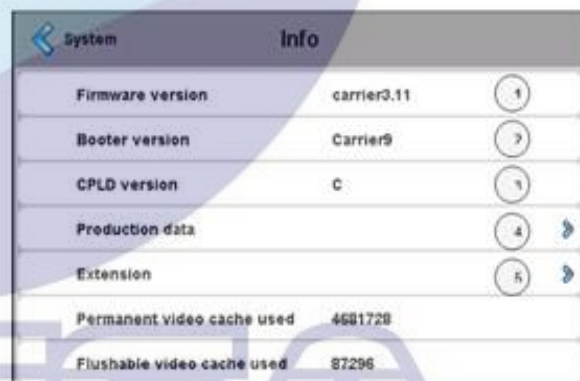 System Info
Firmware version carrier3.11 1
Booter version Carrier9 2
CPLD version C
Production data 4
Extension 5
Permanent video cache used 4681728
Flushable video cache used 87296